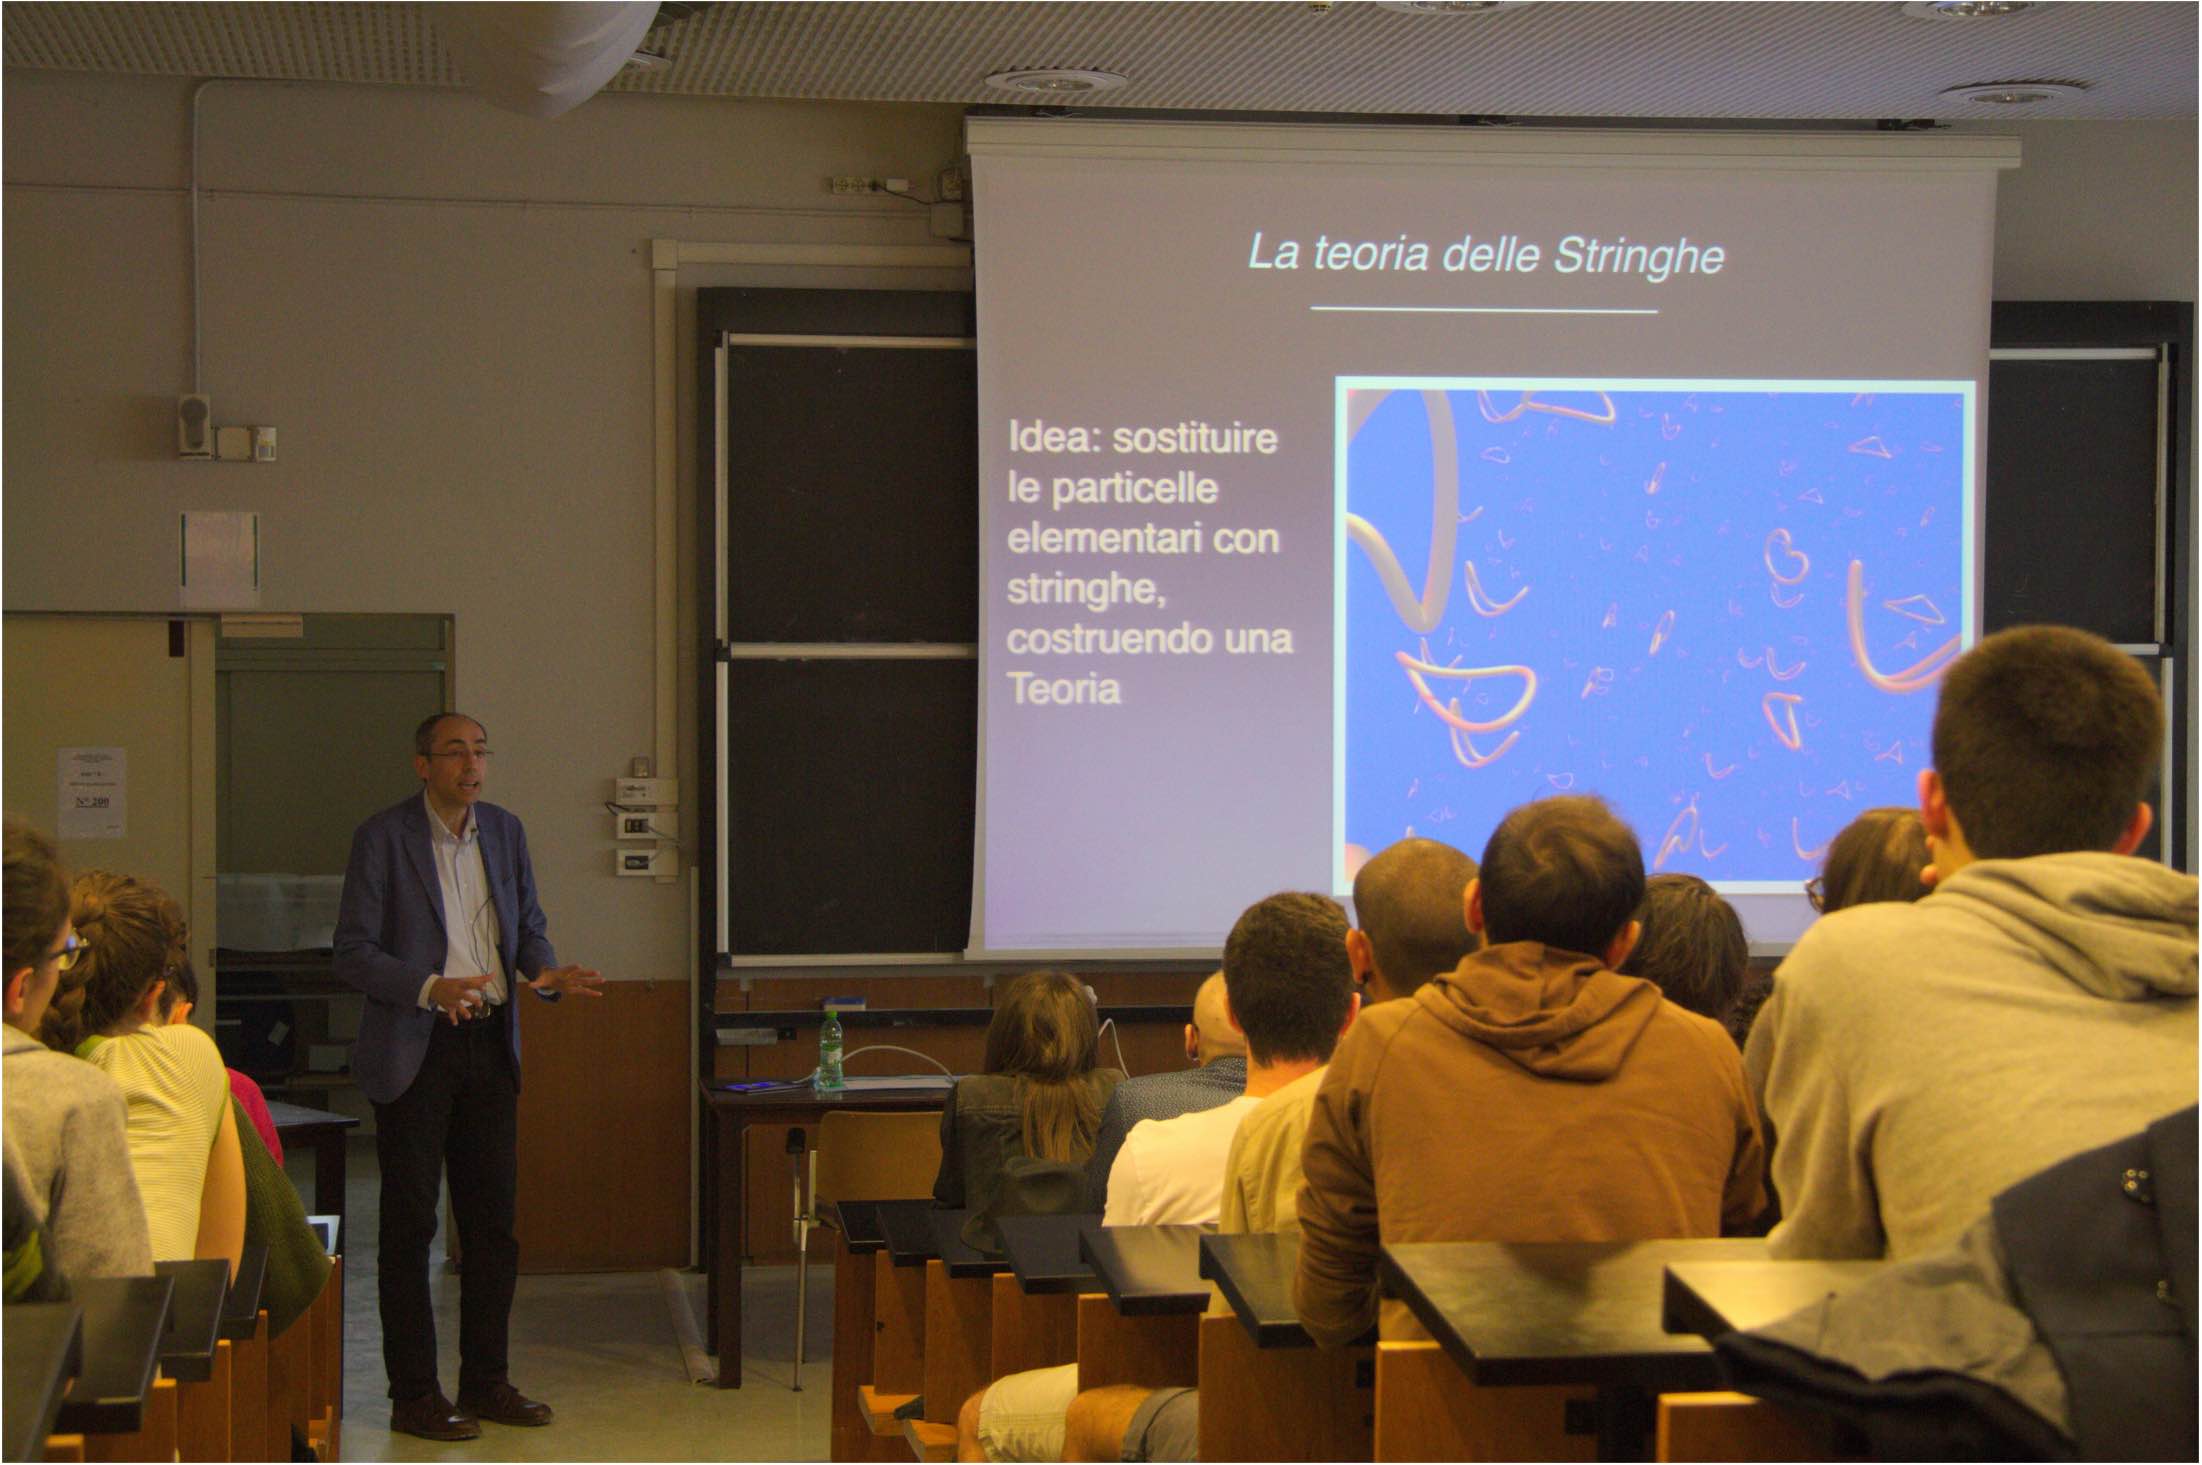 La teoria delle Stringhe
Idea: sostituire
le particelle
elementari con
stringhe,
costruendo una
Teoria
N° 200